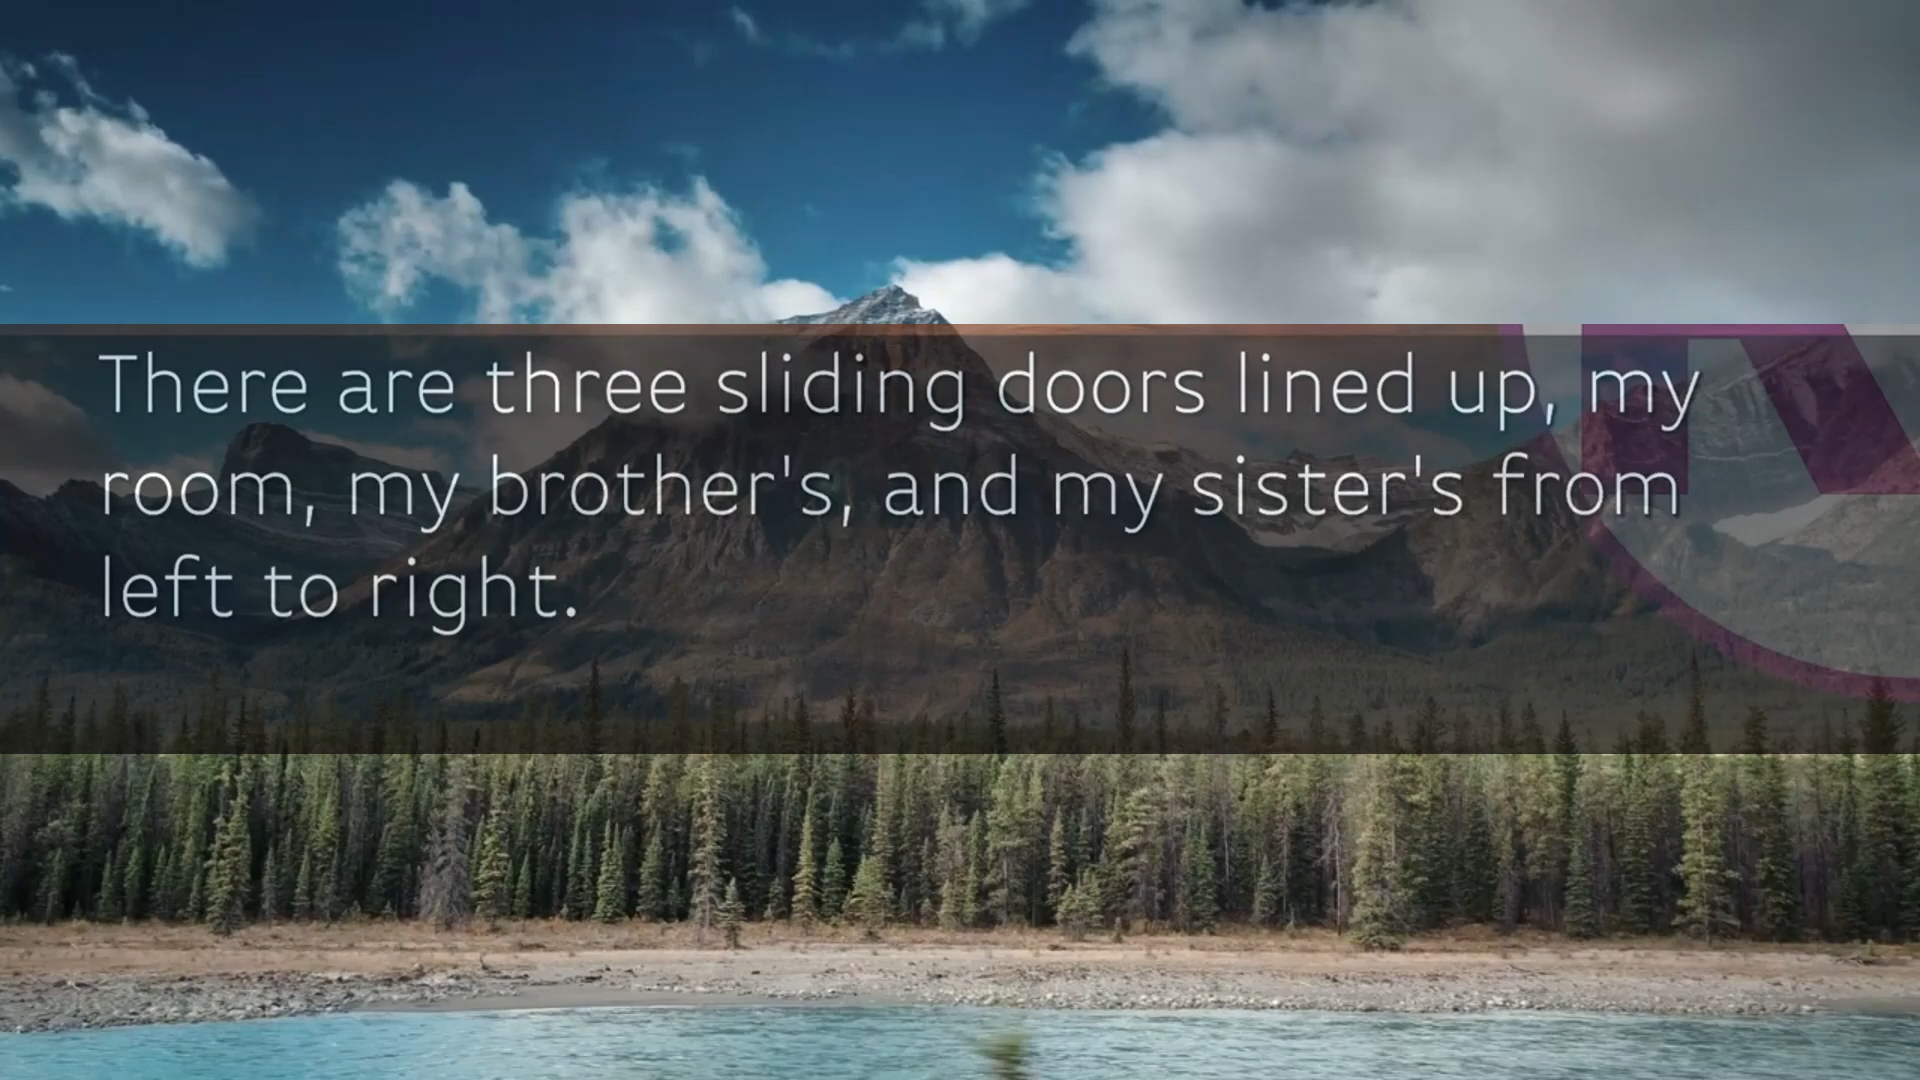 There are three sliding doors lined up, my
room, my brother's, and my sister's from
left to right.